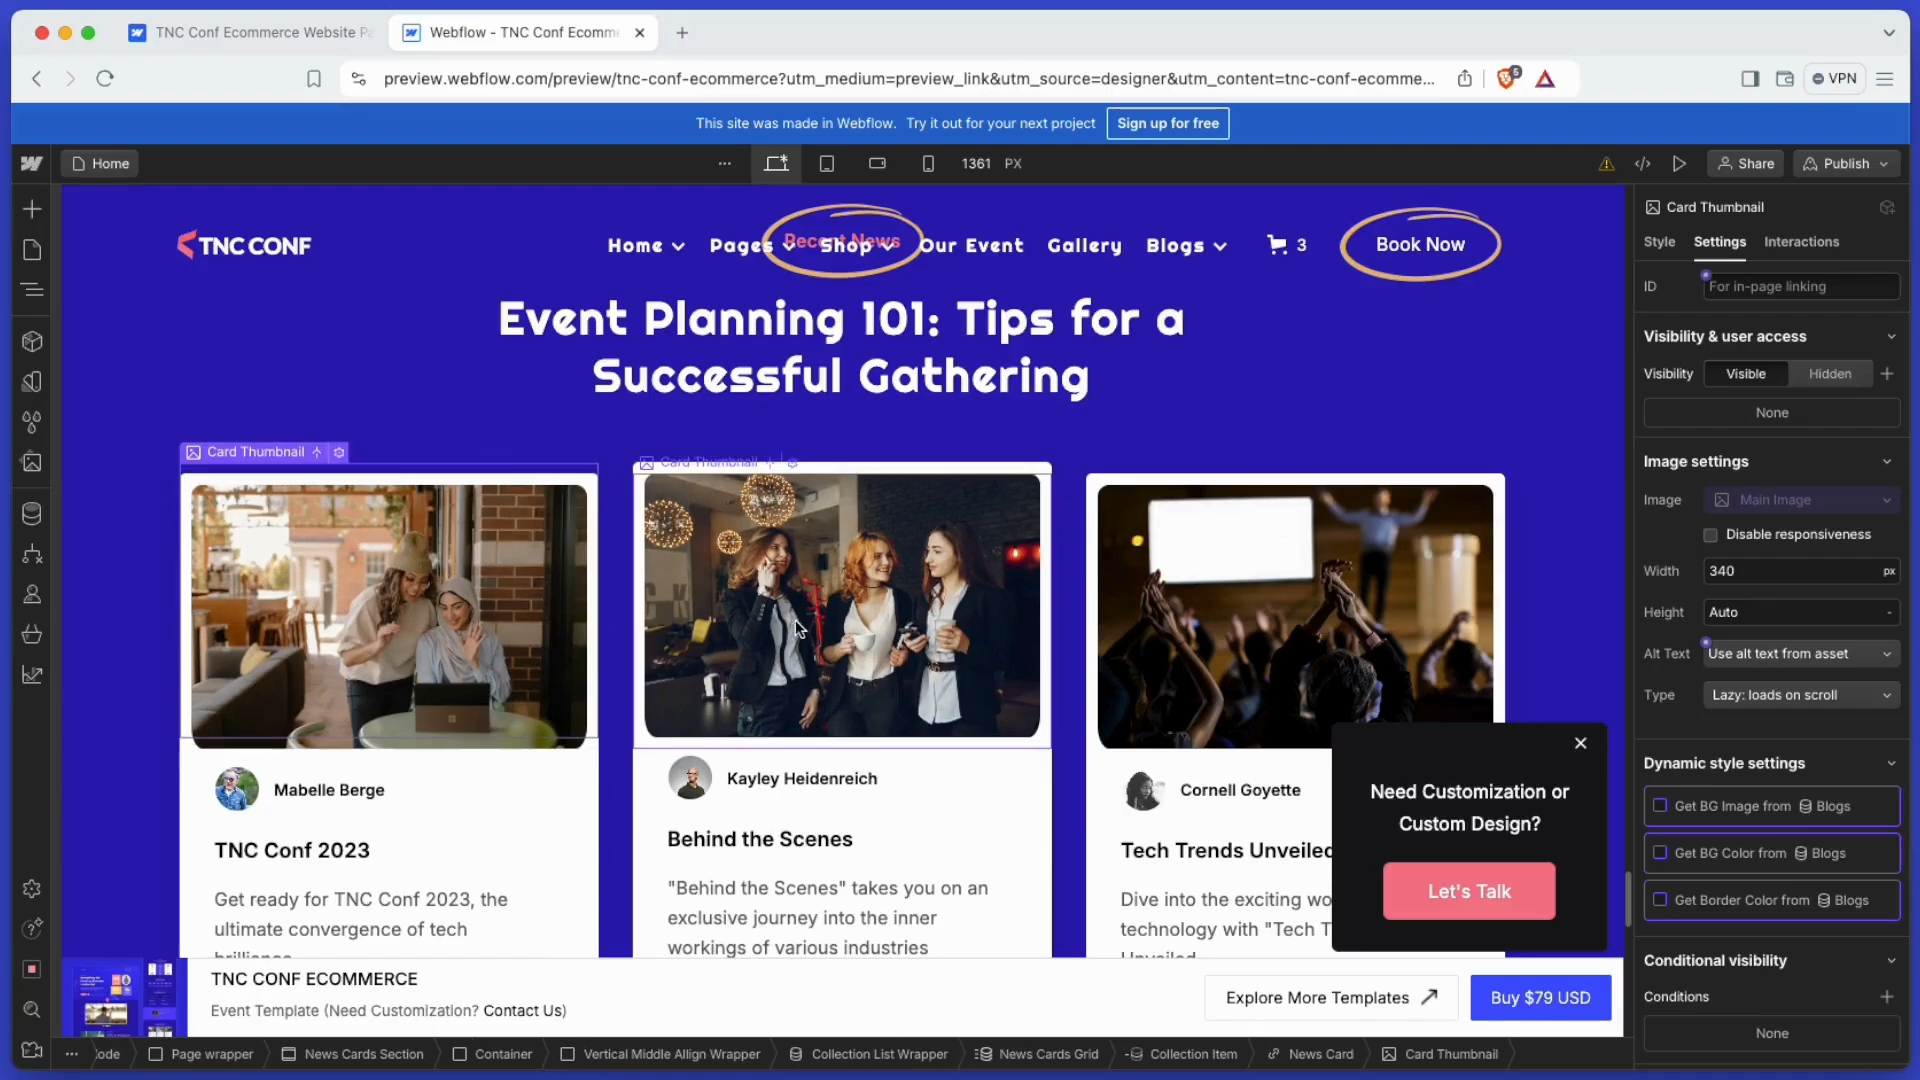 TNC Conf Ecommerce Website Pa
Webflow - TNC Conf Ecomme
preview.webflow.com/preview/tnc-conf-ecommerce?utm_medium=preview_link&utm_source=designer&utm_content=tnc-conf-ecomme...
5
VPN
This site was made in Webflow. Try it out for your next project
Sign up for free
Home
1361 PX
Share
Publish
TNC CONF
Home
Pages
Recent News
Shop
Our Event
Gallery
Blogs
3
Book Now
Event Planning 101: Tips for a
Successful Gathering
Card Thumbnail
Card Thumbnail
Mabelle Berge
TNC Conf 2023
Get ready for TNC Conf 2023, the
ultimate convergence of tech
brilliance
Kayley Heidenreich
Behind the Scenes
"Behind the Scenes" takes you on an
exclusive journey into the inner
workings of various industries
Cornell Goyette
Tech Trends Unveiled
Dive into the exciting wo
technology with "Tech T
Unveiled
Need Customization or
Custom Design?
Let's Talk
TNC CONF ECOMMERCE
Event Template (Need Customization? Contact Us)
Explore More Templates
Buy $79 USD
ode
Page wrapper
News Cards Section
Container
Vertical Middle Allign Wrapper
Collection List Wrapper
News Cards Grid
Collection Item
News Card
Card Thumbnail
Card Thumbnail
Style
Settings
Interactions
ID
For in-page linking
Visibility & user access
Visibility
Visible
Hidden
None
Image settings
Image
Main Image
Disable responsiveness
Width
340
px
Height
Auto
-
Alt Text
Use alt text from asset
Type
Lazy: loads on scroll
Dynamic style settings
Get BG Image from Blogs
Get BG Color from Blogs
Get Border Color from Blogs
Conditional visibility
Conditions
None